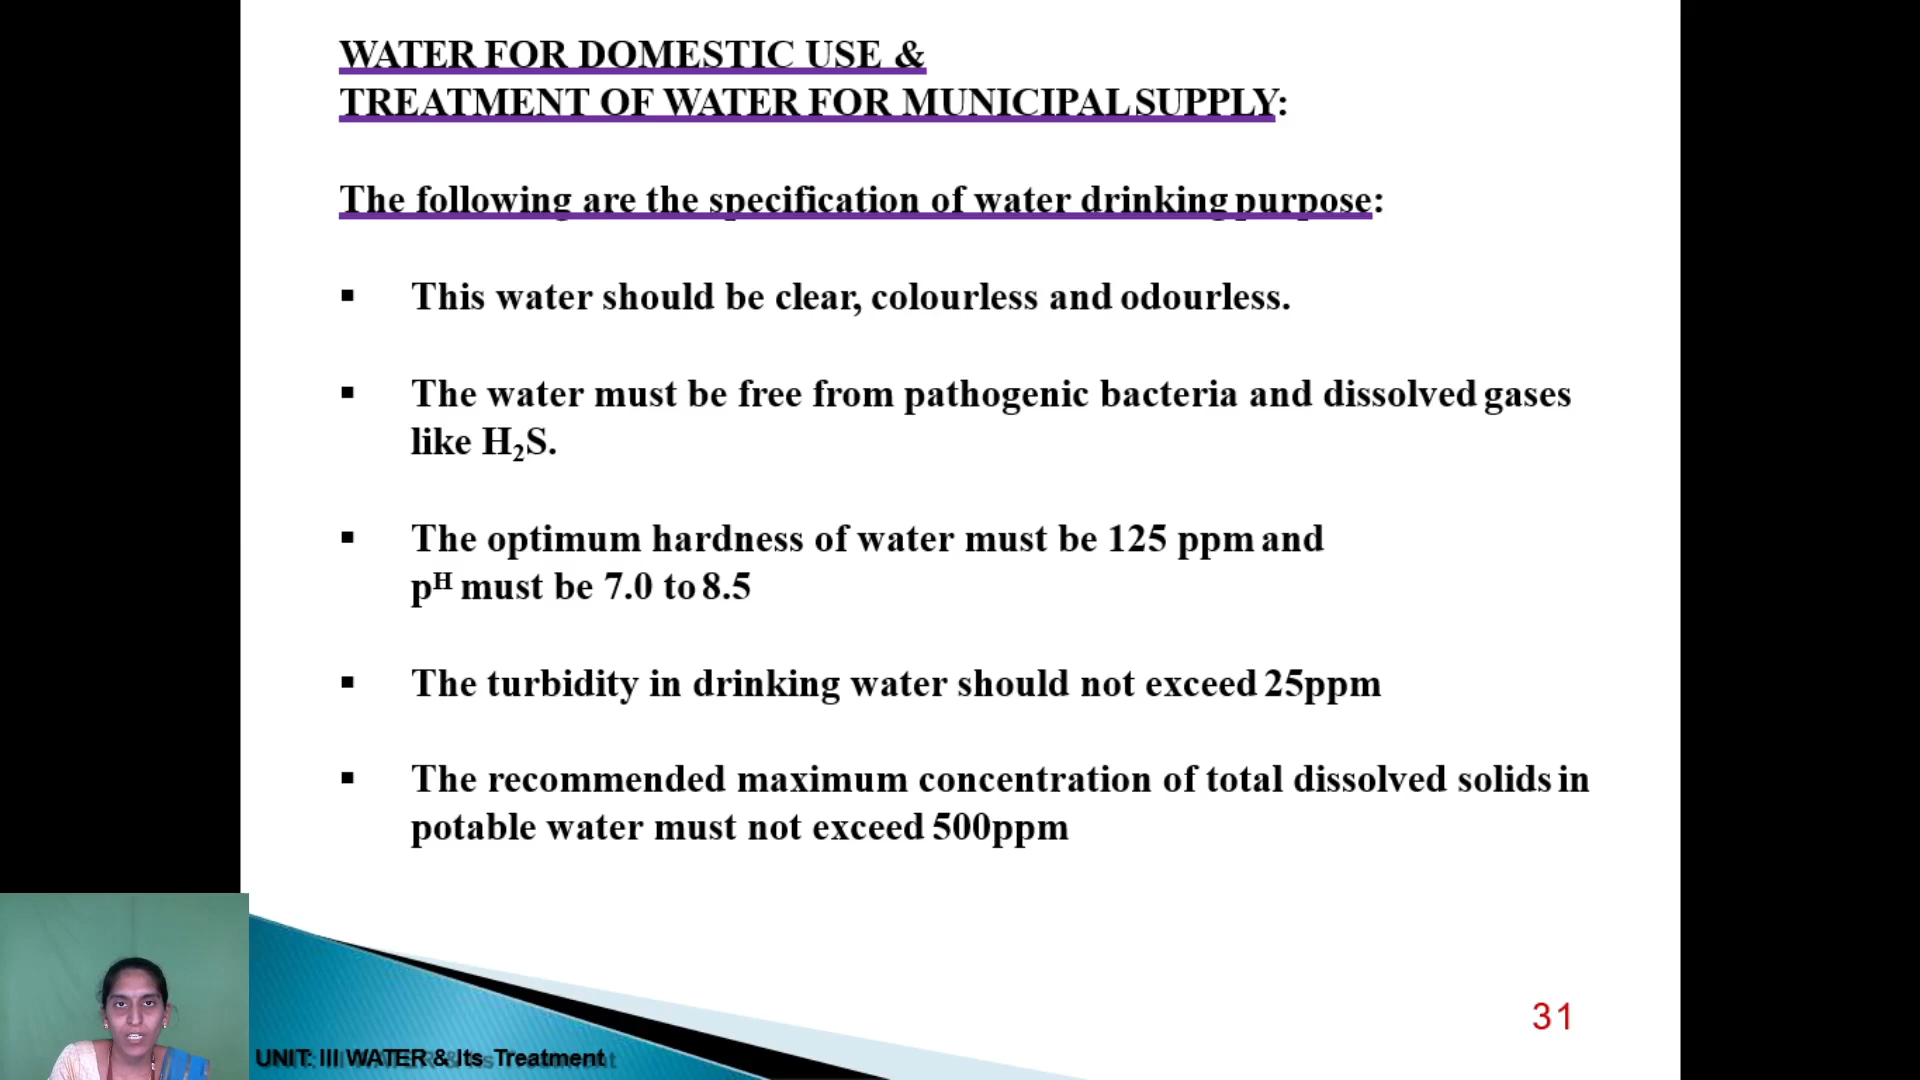 WATER FOR DOMESTIC USE &
TREATMENT OF WATER FOR MUNICIPAL SUPPLY:
The following are the specification of water drinking purpose:
▪ This water should be clear, colourless and odourless.
▪ The water must be free from pathogenic bacteria and dissolved gases
like H₂S.
▪ The optimum hardness of water must be 125 ppm and
pᴴ must be 7.0 to 8.5
▪ The turbidity in drinking water should not exceed 25ppm
▪ The recommended maximum concentration of total dissolved solids in
potable water must not exceed 500ppm
31
UNIT: III WATER & Its Treatment